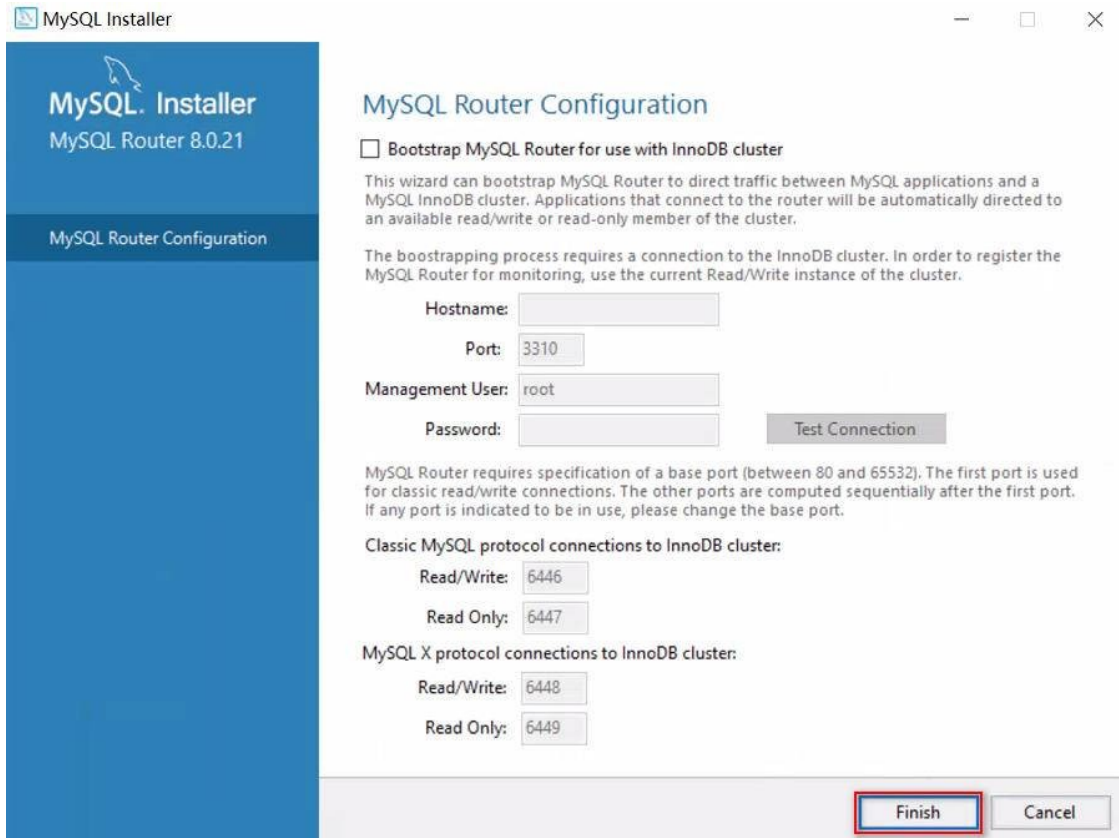 MySQL Installer
MySQL. Installer
MySQL Router 8.0.21
MySQL Router Configuration
MySQL Router Configuration
Bootstrap MySQL Router for use with InnoDB cluster
This wizard can bootstrap MySQL Router to direct traffic between MySQL applications and a
MySQL InnoDB cluster. Applications that connect to the router will be automatically directed to
an available read/write or read-only member of the cluster.
The boostrapping process requires a connection to the InnoDB cluster. In order to register the
MySQL Router for monitoring, use the current Read/Write instance of the cluster.
Hostname:
Port: 3310
Management User: root
Password: Test Connection
MySQL Router requires specification of a base port (between 80 and 65532). The first port is used
for classic read/write connections. The other ports are computed sequentially after the first port.
If any port is indicated to be in use, please change the base port.
Classic MySQL protocol connections to InnoDB cluster:
Read/Write: 6446
Read Only: 6447
MySQL X protocol connections to InnoDB cluster:
Read/Write: 6448
Read Only: 6449
Finish Cancel